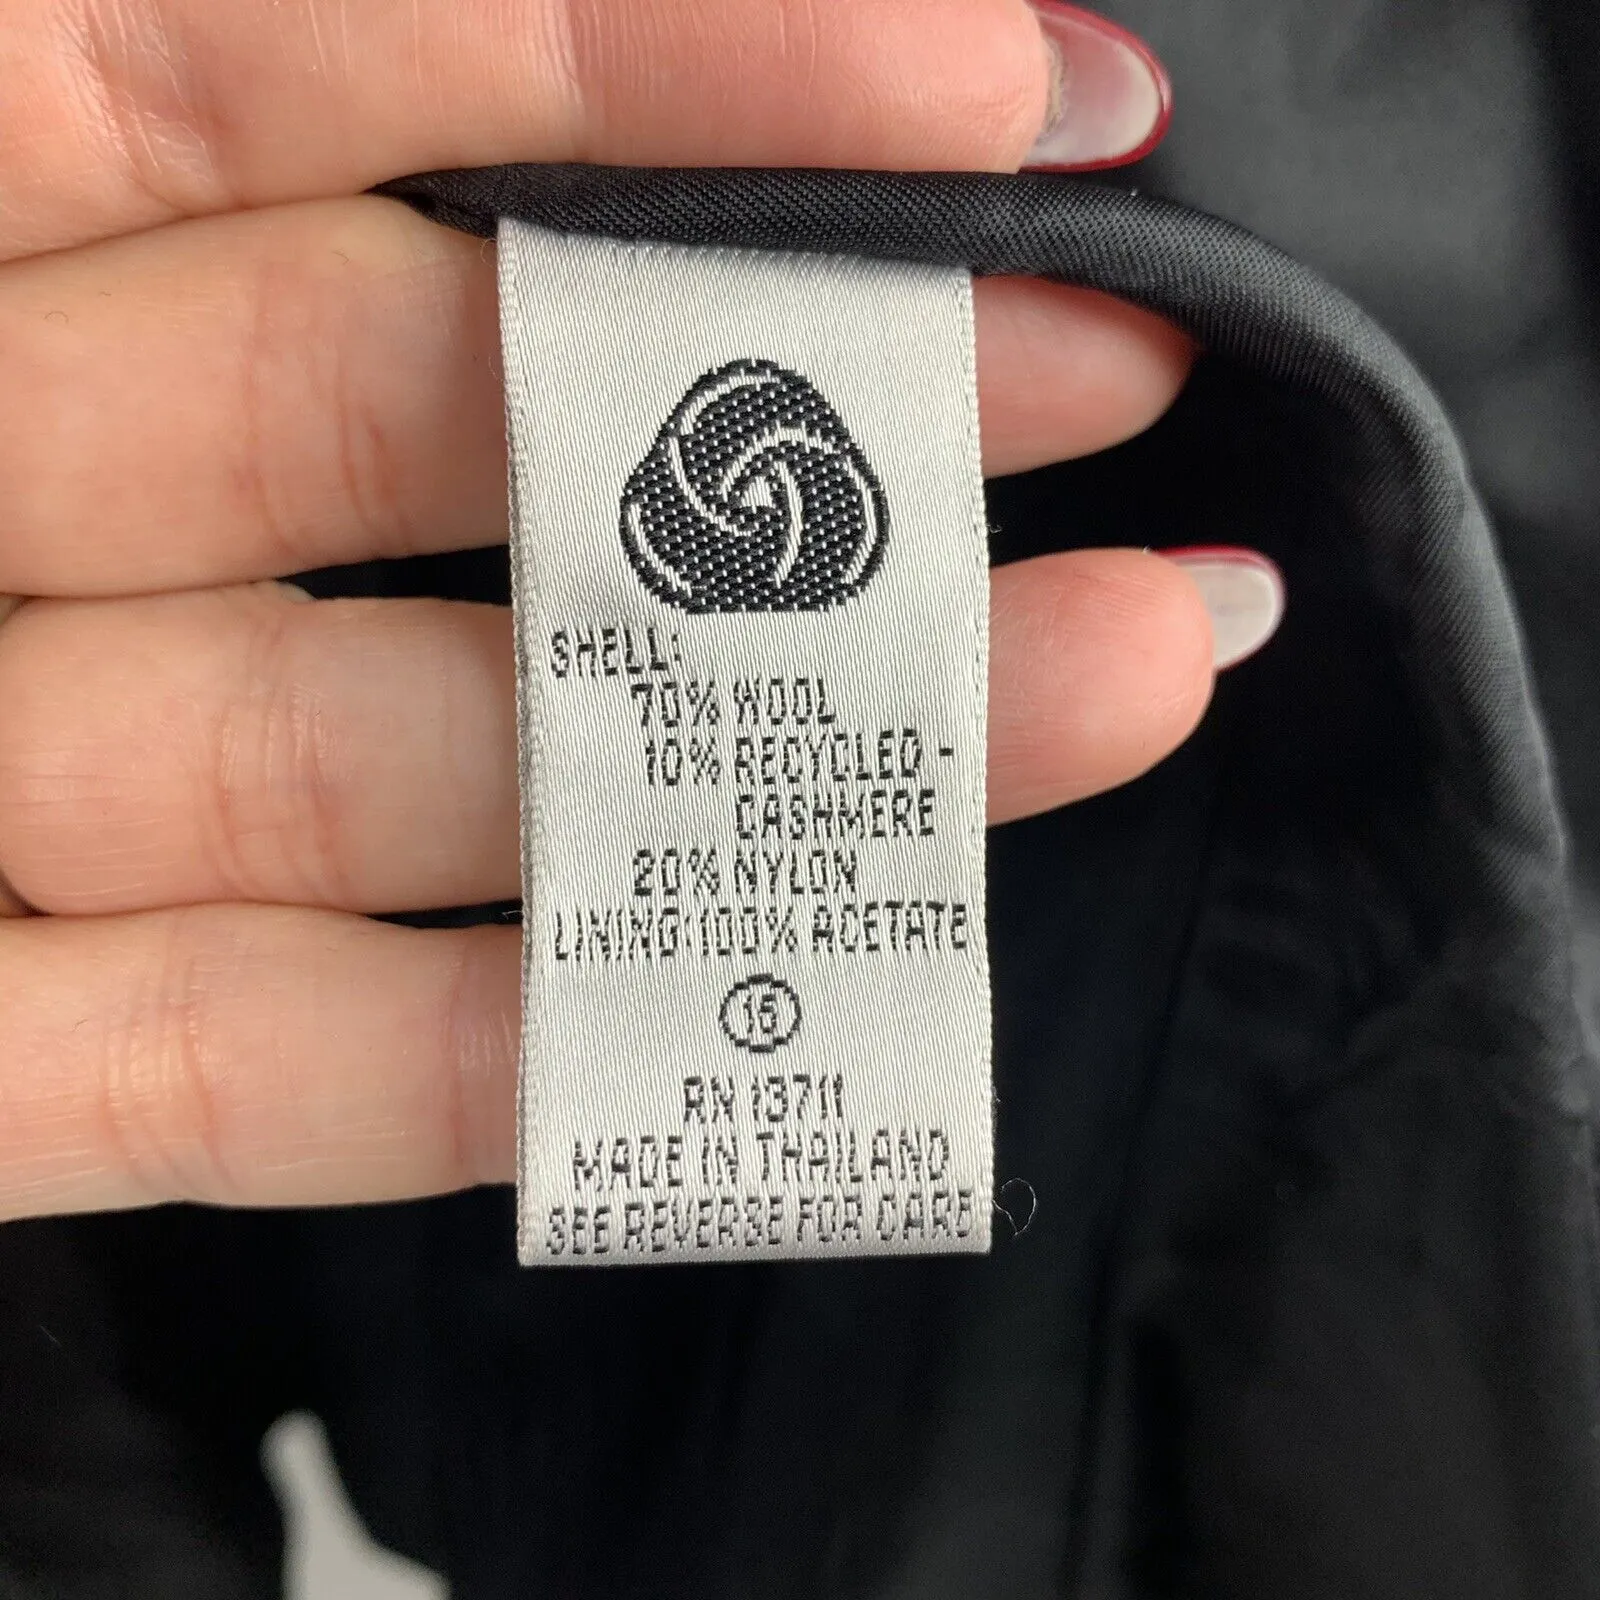 SHELL:
70% WOOL
10% RECYCLED -
CASHMERE
20% NYLON
LINING:100% ACETATE
15
RN 13711
MADE IN THAILAND
SEE REVERSE FOR CARE